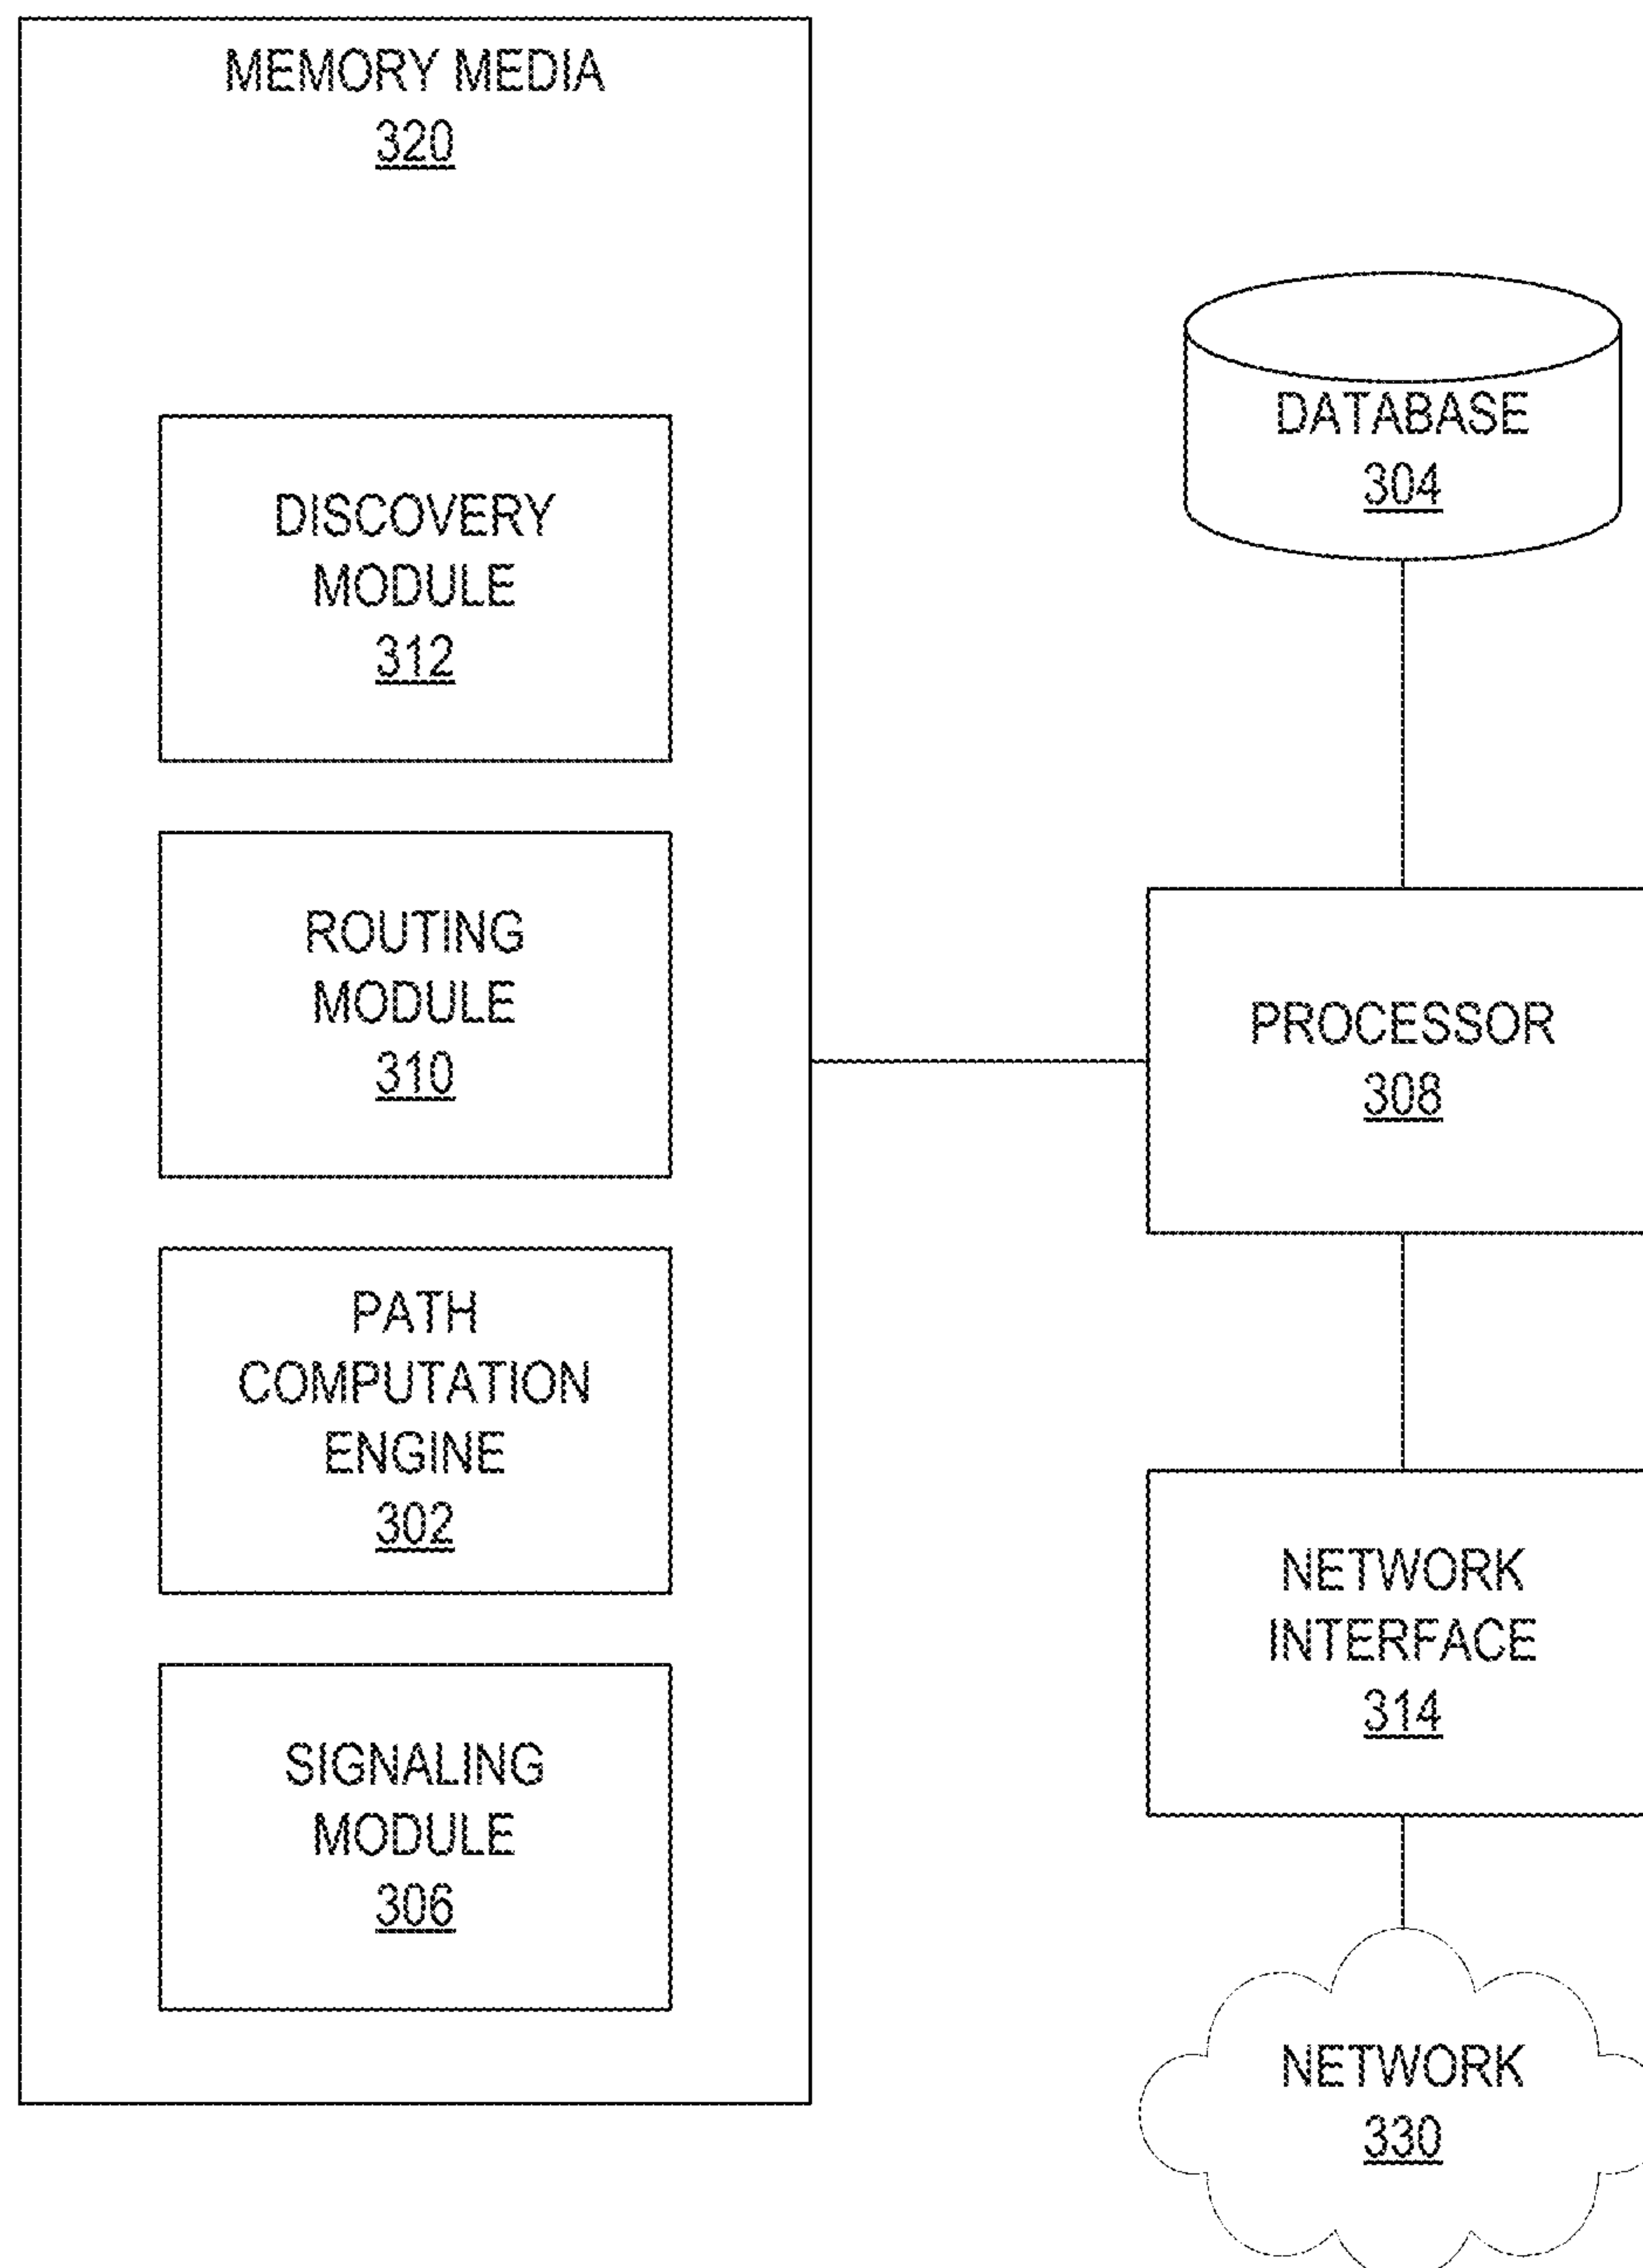 MEMORY MEDIA
320
DISCOVERY
MODULE
312
ROUTING
MODULE
310
PATH
COMPUTATION
ENGINE
302
SIGNALING
MODULE
306
DATABASE
304
PROCESSOR
308
NETWORK
INTERFACE
314
NETWORK
330